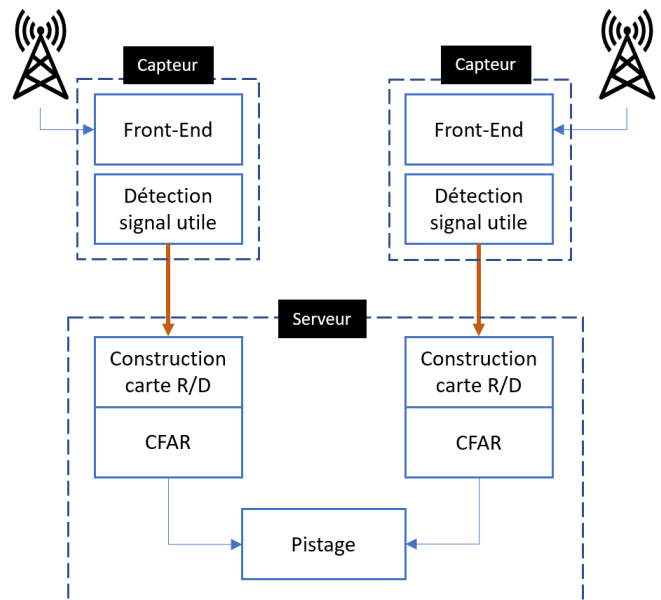 Capteur
Capteur
Front-End
Front-End
Détection
signal utile
Détection
signal utile
Serveur
Construction
carte R/D
Construction
carte R/D
CFAR
CFAR
Pistage